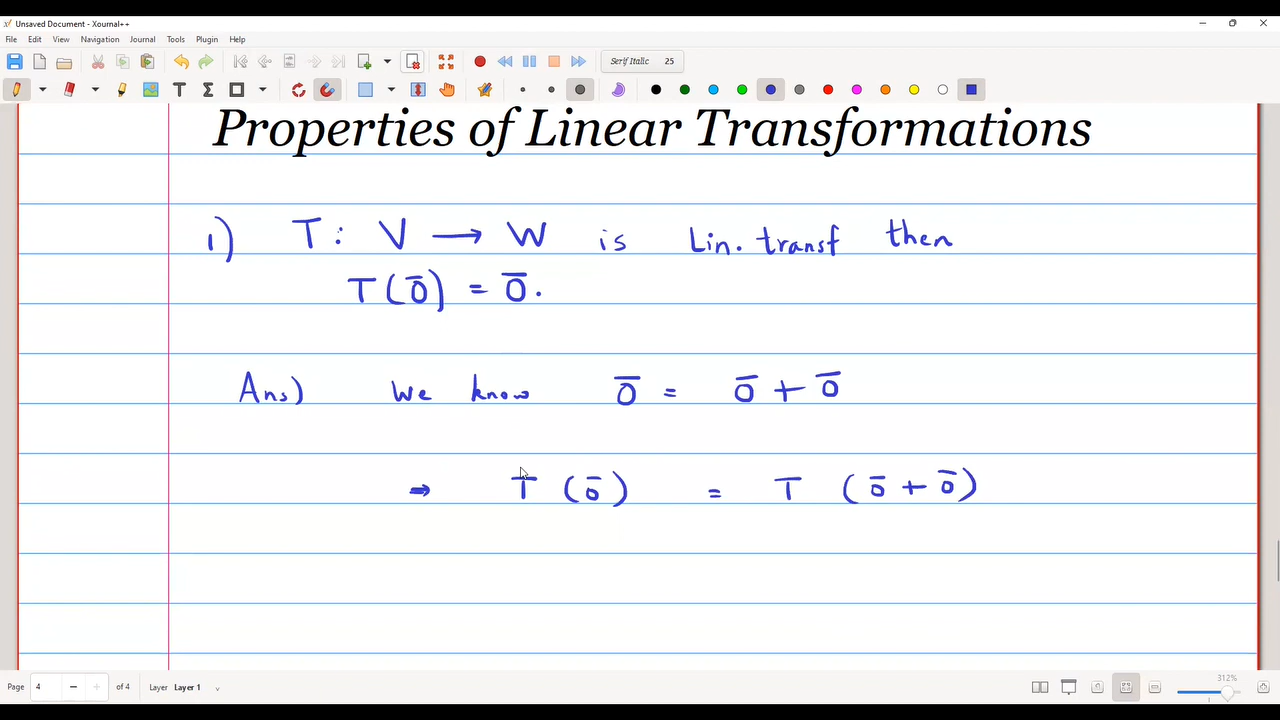 Unsaved Document - Xournal++
File Edit View Navigation Journal Tools Plugin Help
Serif Italic 25
Properties of Linear Transformations
1) T: V → W is Lin. transf then
T(0̅) = 0̅.
Ans) We know 0̅ = 0̅ + 0̅
⇒ T (0̅) = T (0̅ + 0̅)
Page 4 of 4 Layer Layer 1 312%